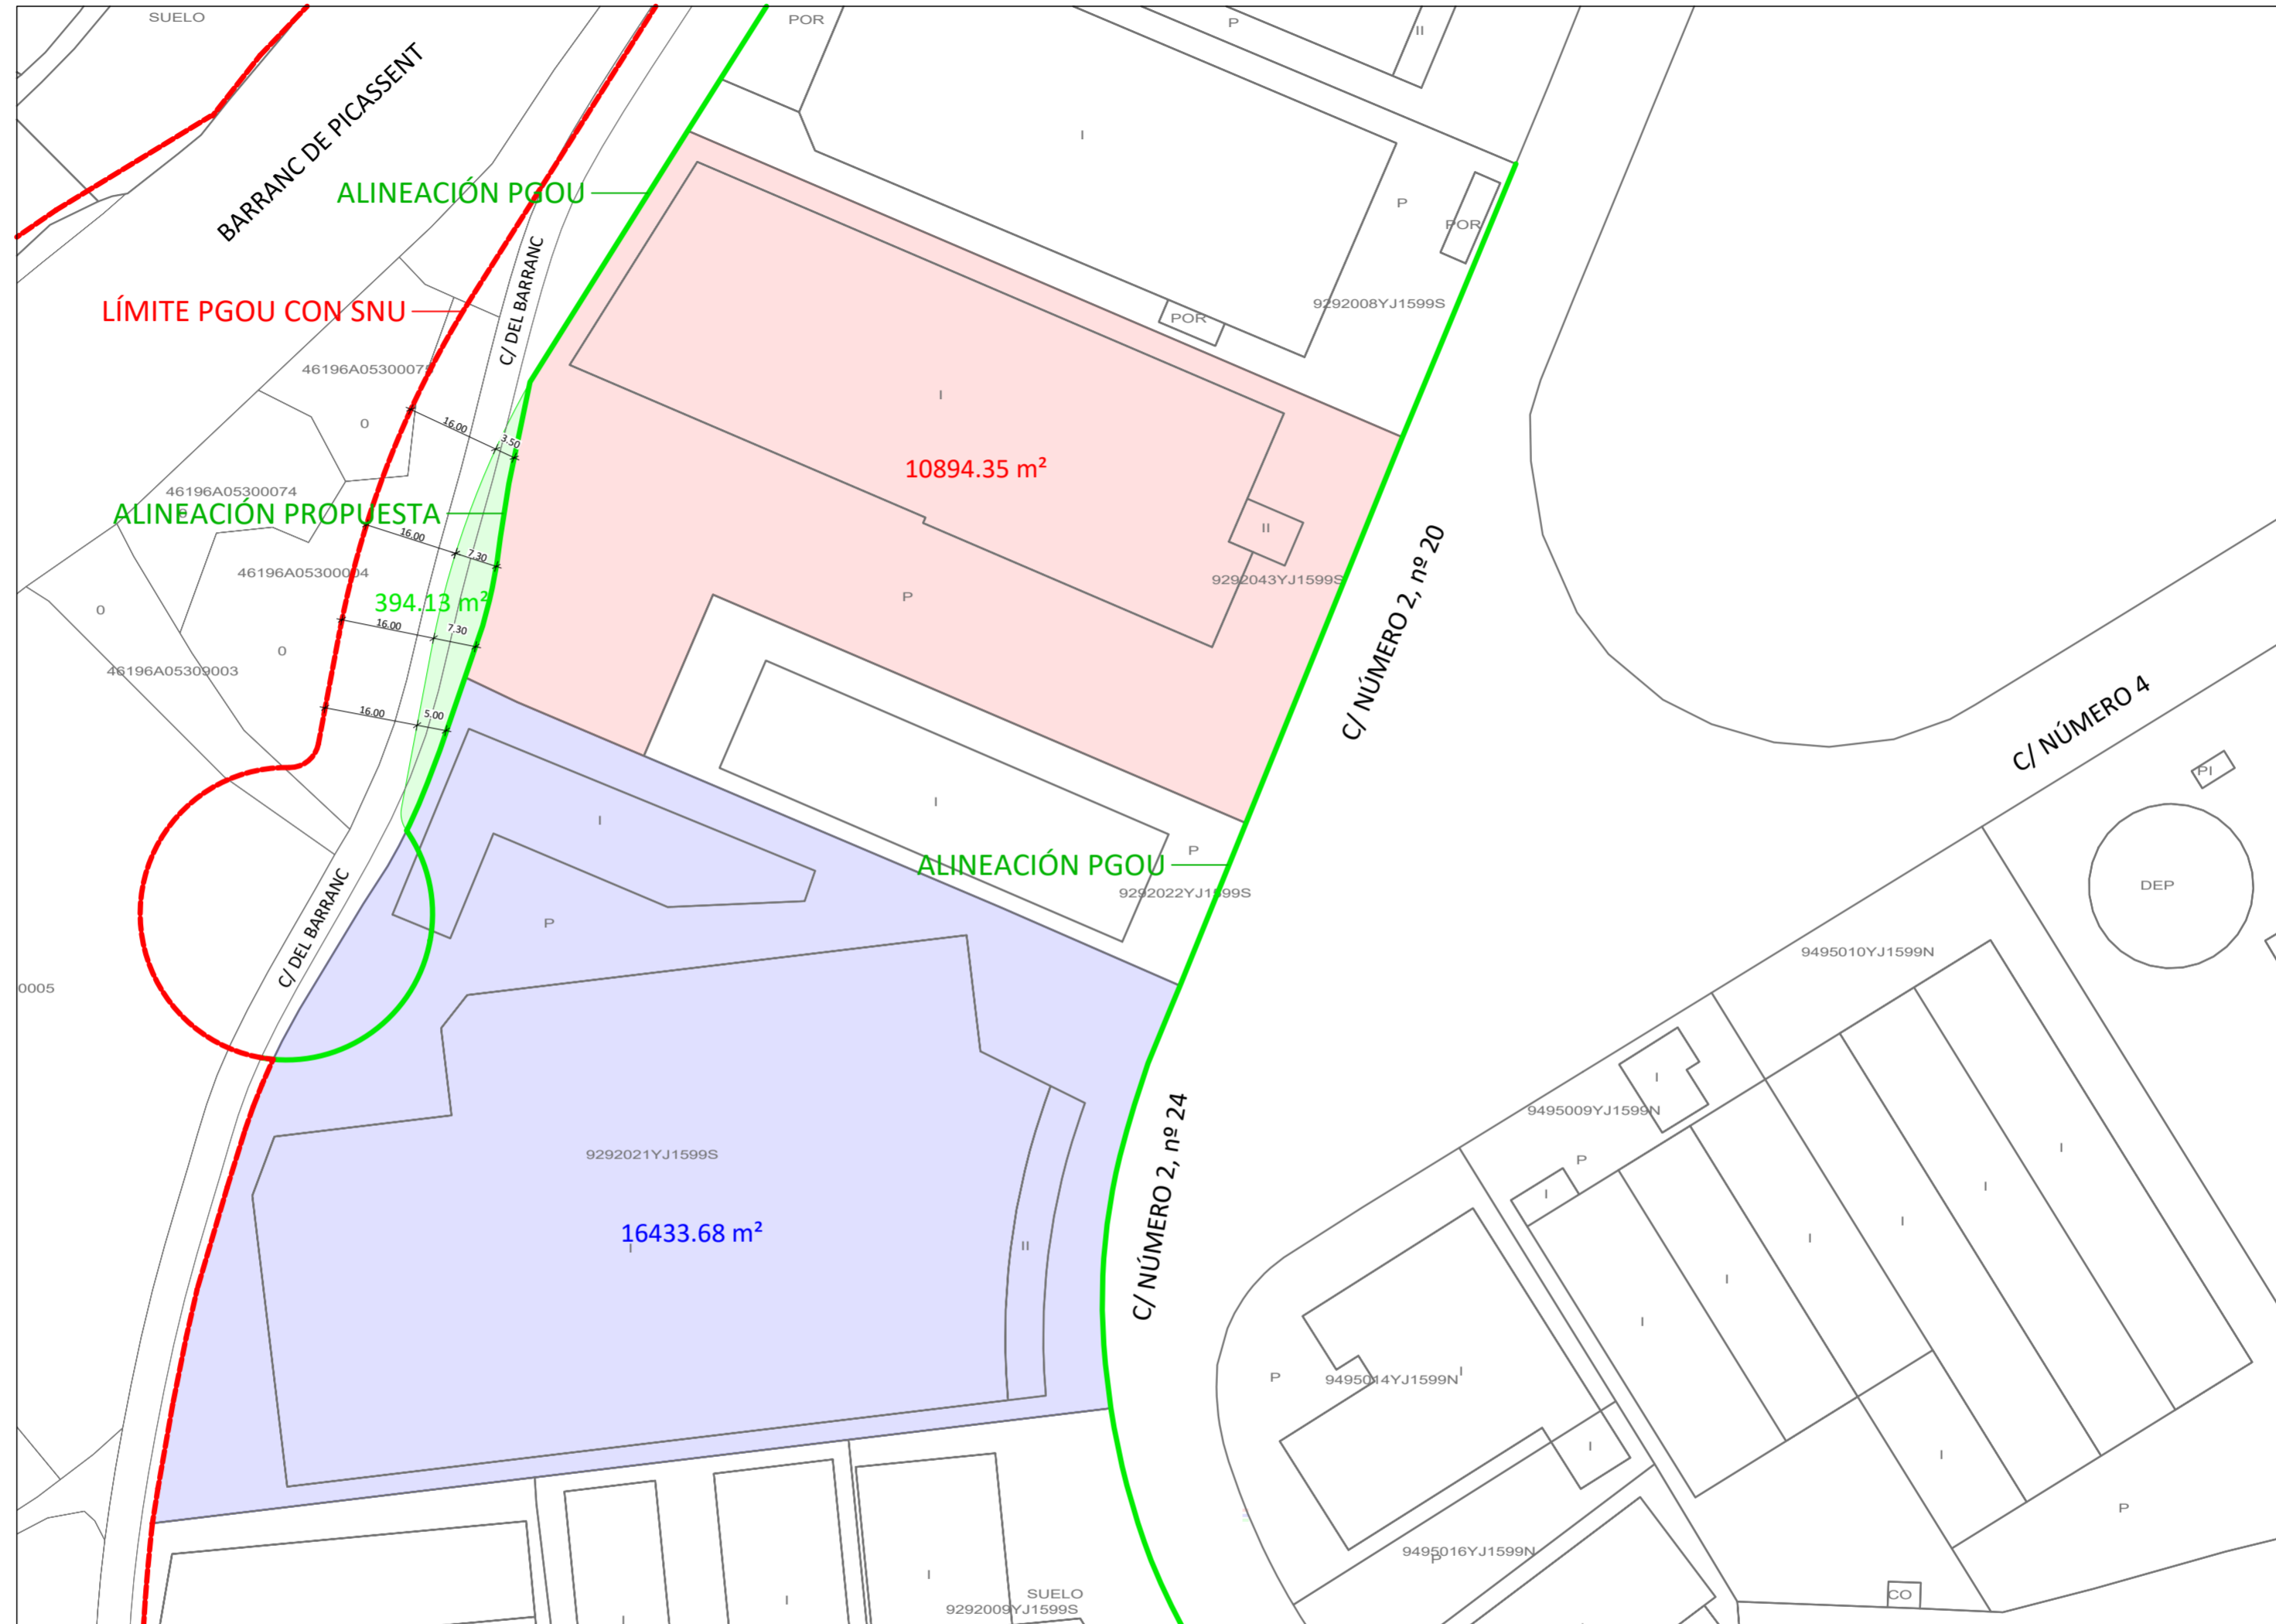 SUELO
POR
P
II
BARRANC DE PICASSENT
I
ALINEACIÓN PGOU
P
POR
C/ DEL BARRANC
9292008YJ1599S
LÍMITE PGOU CON SNU
POR
46196A0530007
I
0
16.00
3.50
10894.35 m²
46196A05300074
0
ALINEACIÓN PROPUESTA
II
16.00
7.30
C/ NÚMERO 2, nº 20
46196A05300004
9292043YJ1599S
P
394.13 m²
0
16.00
7.30
0
46196A05309003
C/ NÚMERO 4
16.00
5.00
PI
I
I
P
ALINEACIÓN PGOU
DEP
9292022YJ1599S
P
C/ DEL BARRANC
9495010YJ1599N
0005
I
9495009YJ1599N
I
9292021YJ1599S
P
C/ NÚMERO 2, nº 24
I
I
I
16433.68 m²
I
II
I
I
I
I
P
9495014YJ1599N
I
I
I
P
9495016YJ1599N
P
I
SUELO
CO
I
9292009YJ1599S
I